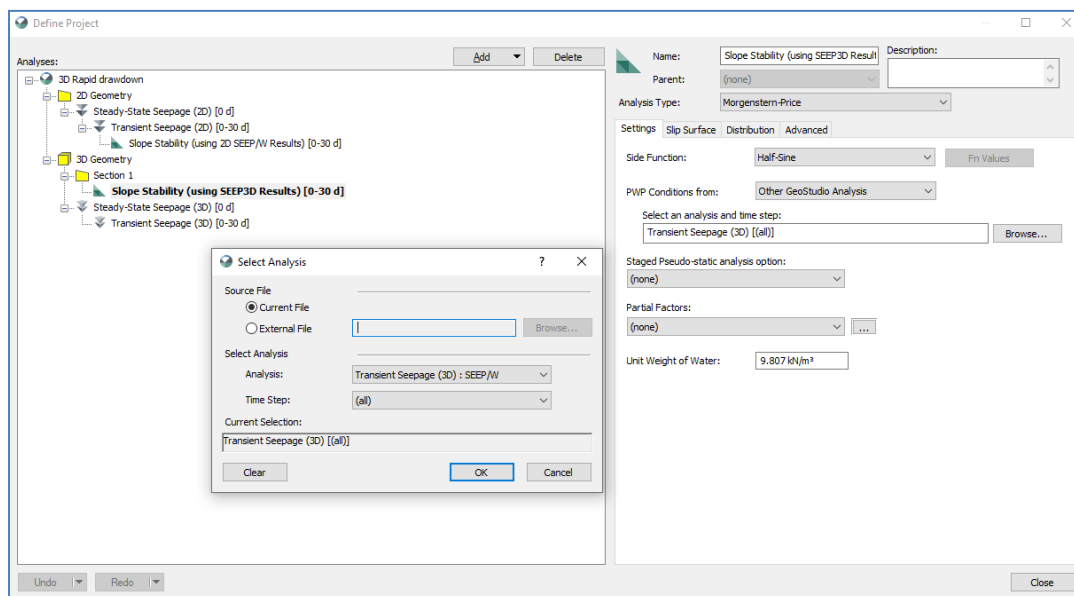 Define Project
Analyses:
Add
Delete
3D Rapid drawdown
2D Geometry
Steady-State Seepage (2D) [0 d]
Transient Seepage (2D) [0-30 d]
Slope Stability (using 2D SEEP/W Results) [0-30 d]
3D Geometry
Section 1
Slope Stability (using SEEP3D Results) [0-30 d]
Steady-State Seepage (3D) [0 d]
Transient Seepage (3D) [0-30 d]
Name:
Slope Stability (using SEEP3D Result
Description:
Parent:
(none)
Analysis Type:
Morgenstern-Price
Settings
Slip Surface
Distribution
Advanced
Side Function:
Half-Sine
Fn Values
PWP Conditions from:
Other GeoStudio Analysis
Select an analysis and time step:
Transient Seepage (3D) [(all)]
Browse...
Staged Pseudo-static analysis option:
(none)
Partial Factors:
(none)
...
Unit Weight of Water:
9.807 kN/m³
Select Analysis
?
Source File
Current File
External File
Browse...
Select Analysis
Analysis:
Transient Seepage (3D) : SEEP/W
Time Step:
(all)
Current Selection:
Transient Seepage (3D) [(all)]
Clear
OK
Cancel
Undo
Redo
Close